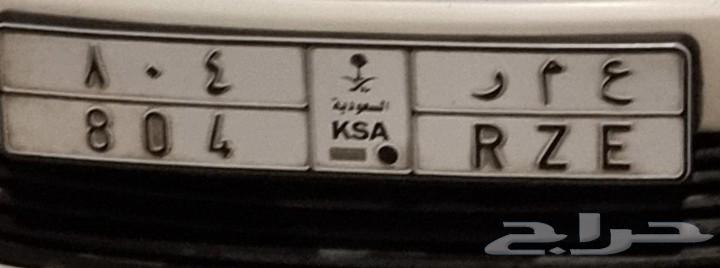 ٨٠٤
ع م ر
804
السعودية
KSA
RZE
حراج